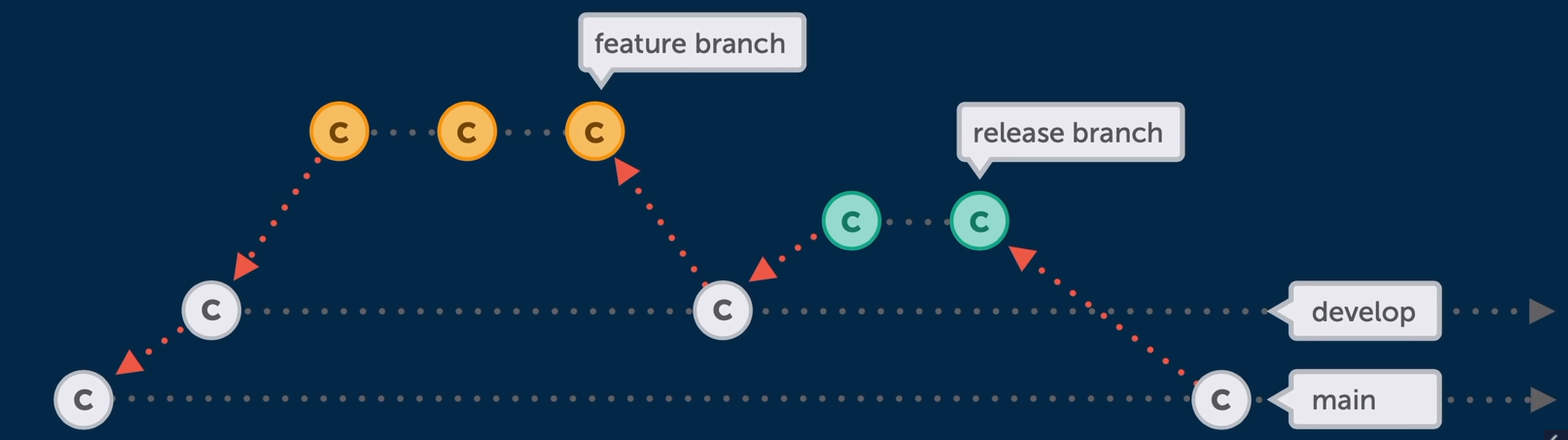 feature branch
C C C
release branch
C C
C C
develop
C C
main